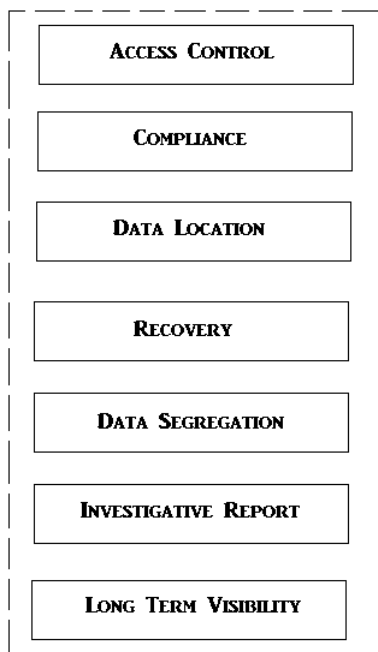 Access Control
Compliance
Data Location
Recovery
Data Segregation
Investigative Report
Long Term Visibility